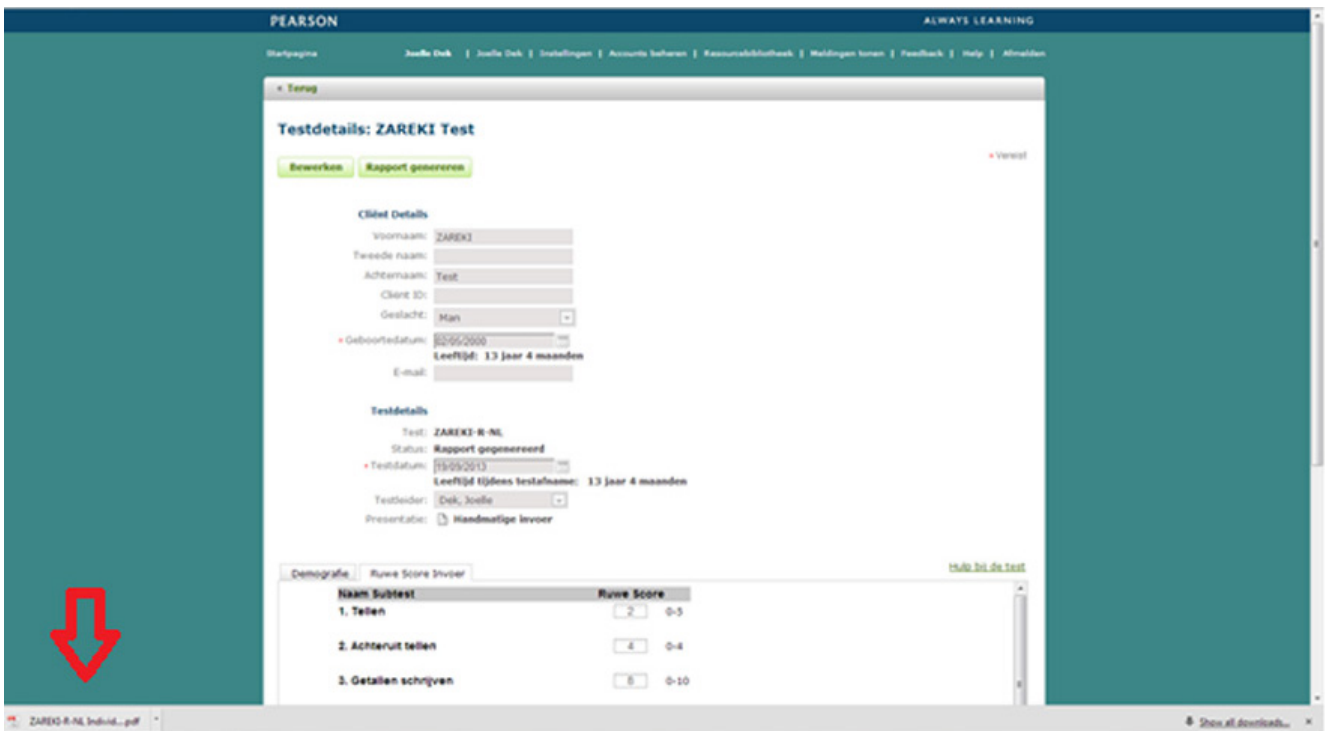 PEARSON
ALWAYS LEARNING
Startpagina Joelle Dek | Joelle Dek | Instellingen | Accounts beheren | Resourcebibliotheek | Meldingen tonen | Feedback | Help | Afmelden
« Terug
Testdetails: ZAREKI Test
Bewerken Rapport genereren
• Vereist
Cliënt Details
Voornaam: ZAREKI
Tweede naam:
Achternaam: Test
Client ID:
Geslacht: Man
• Geboortedatum: 02/05/2000
Leeftijd: 13 jaar 4 maanden
E-mail:
Testdetails
Test: ZAREKI-R-NL
Status: Rapport gegenereerd
• Testdatum: 19/09/2013
Leeftijd tijdens testafname: 13 jaar 4 maanden
Testleider: Dek, Joelle
Presentatie: Handmatige invoer
Hulp bij de test
Demografie Ruwe Score Invoer
Naam Subtest Ruwe Score
1. Tellen 2 0-5
2. Achteruit tellen 4 0-4
3. Getallen schrijven 0-10
ZAREKI-R-NL Individ....pdf
Show all downloads...